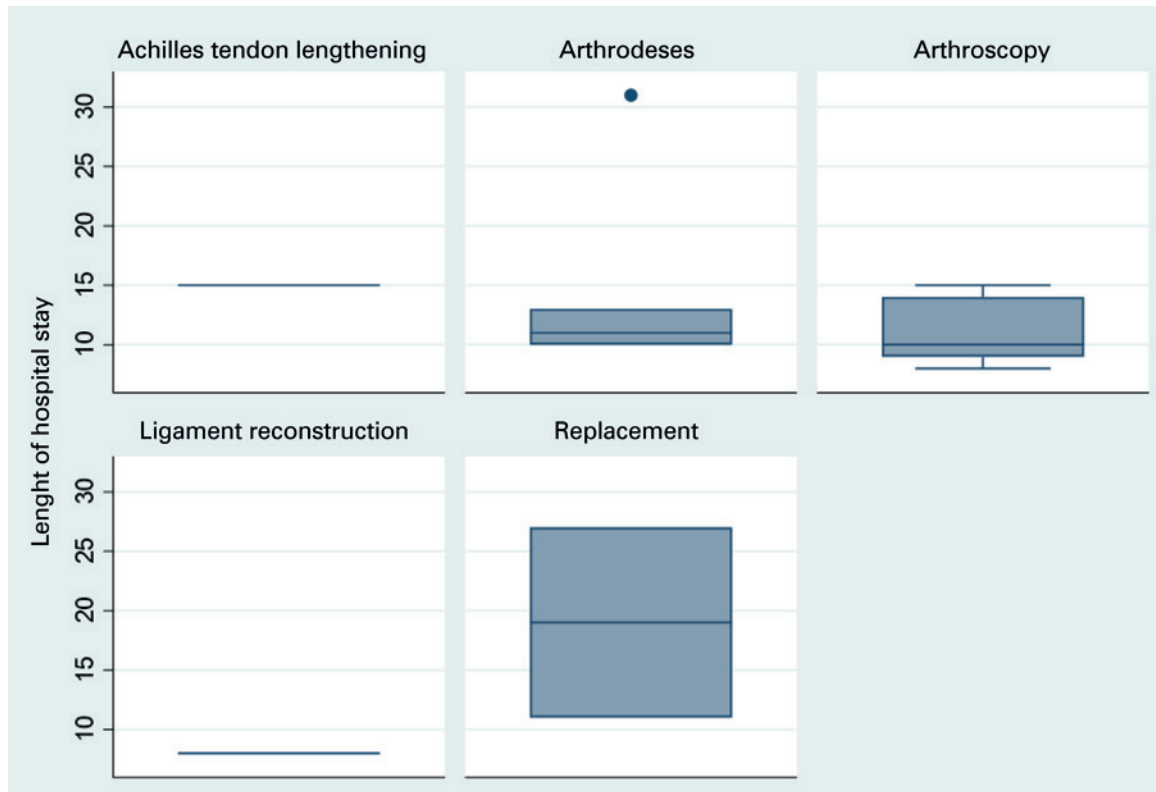 Achilles tendon lengthening
Arthrodeses
Arthroscopy
Lenght of hospital stay
30
25
20
15
10
Ligament reconstruction
Replacement
30
25
20
15
10